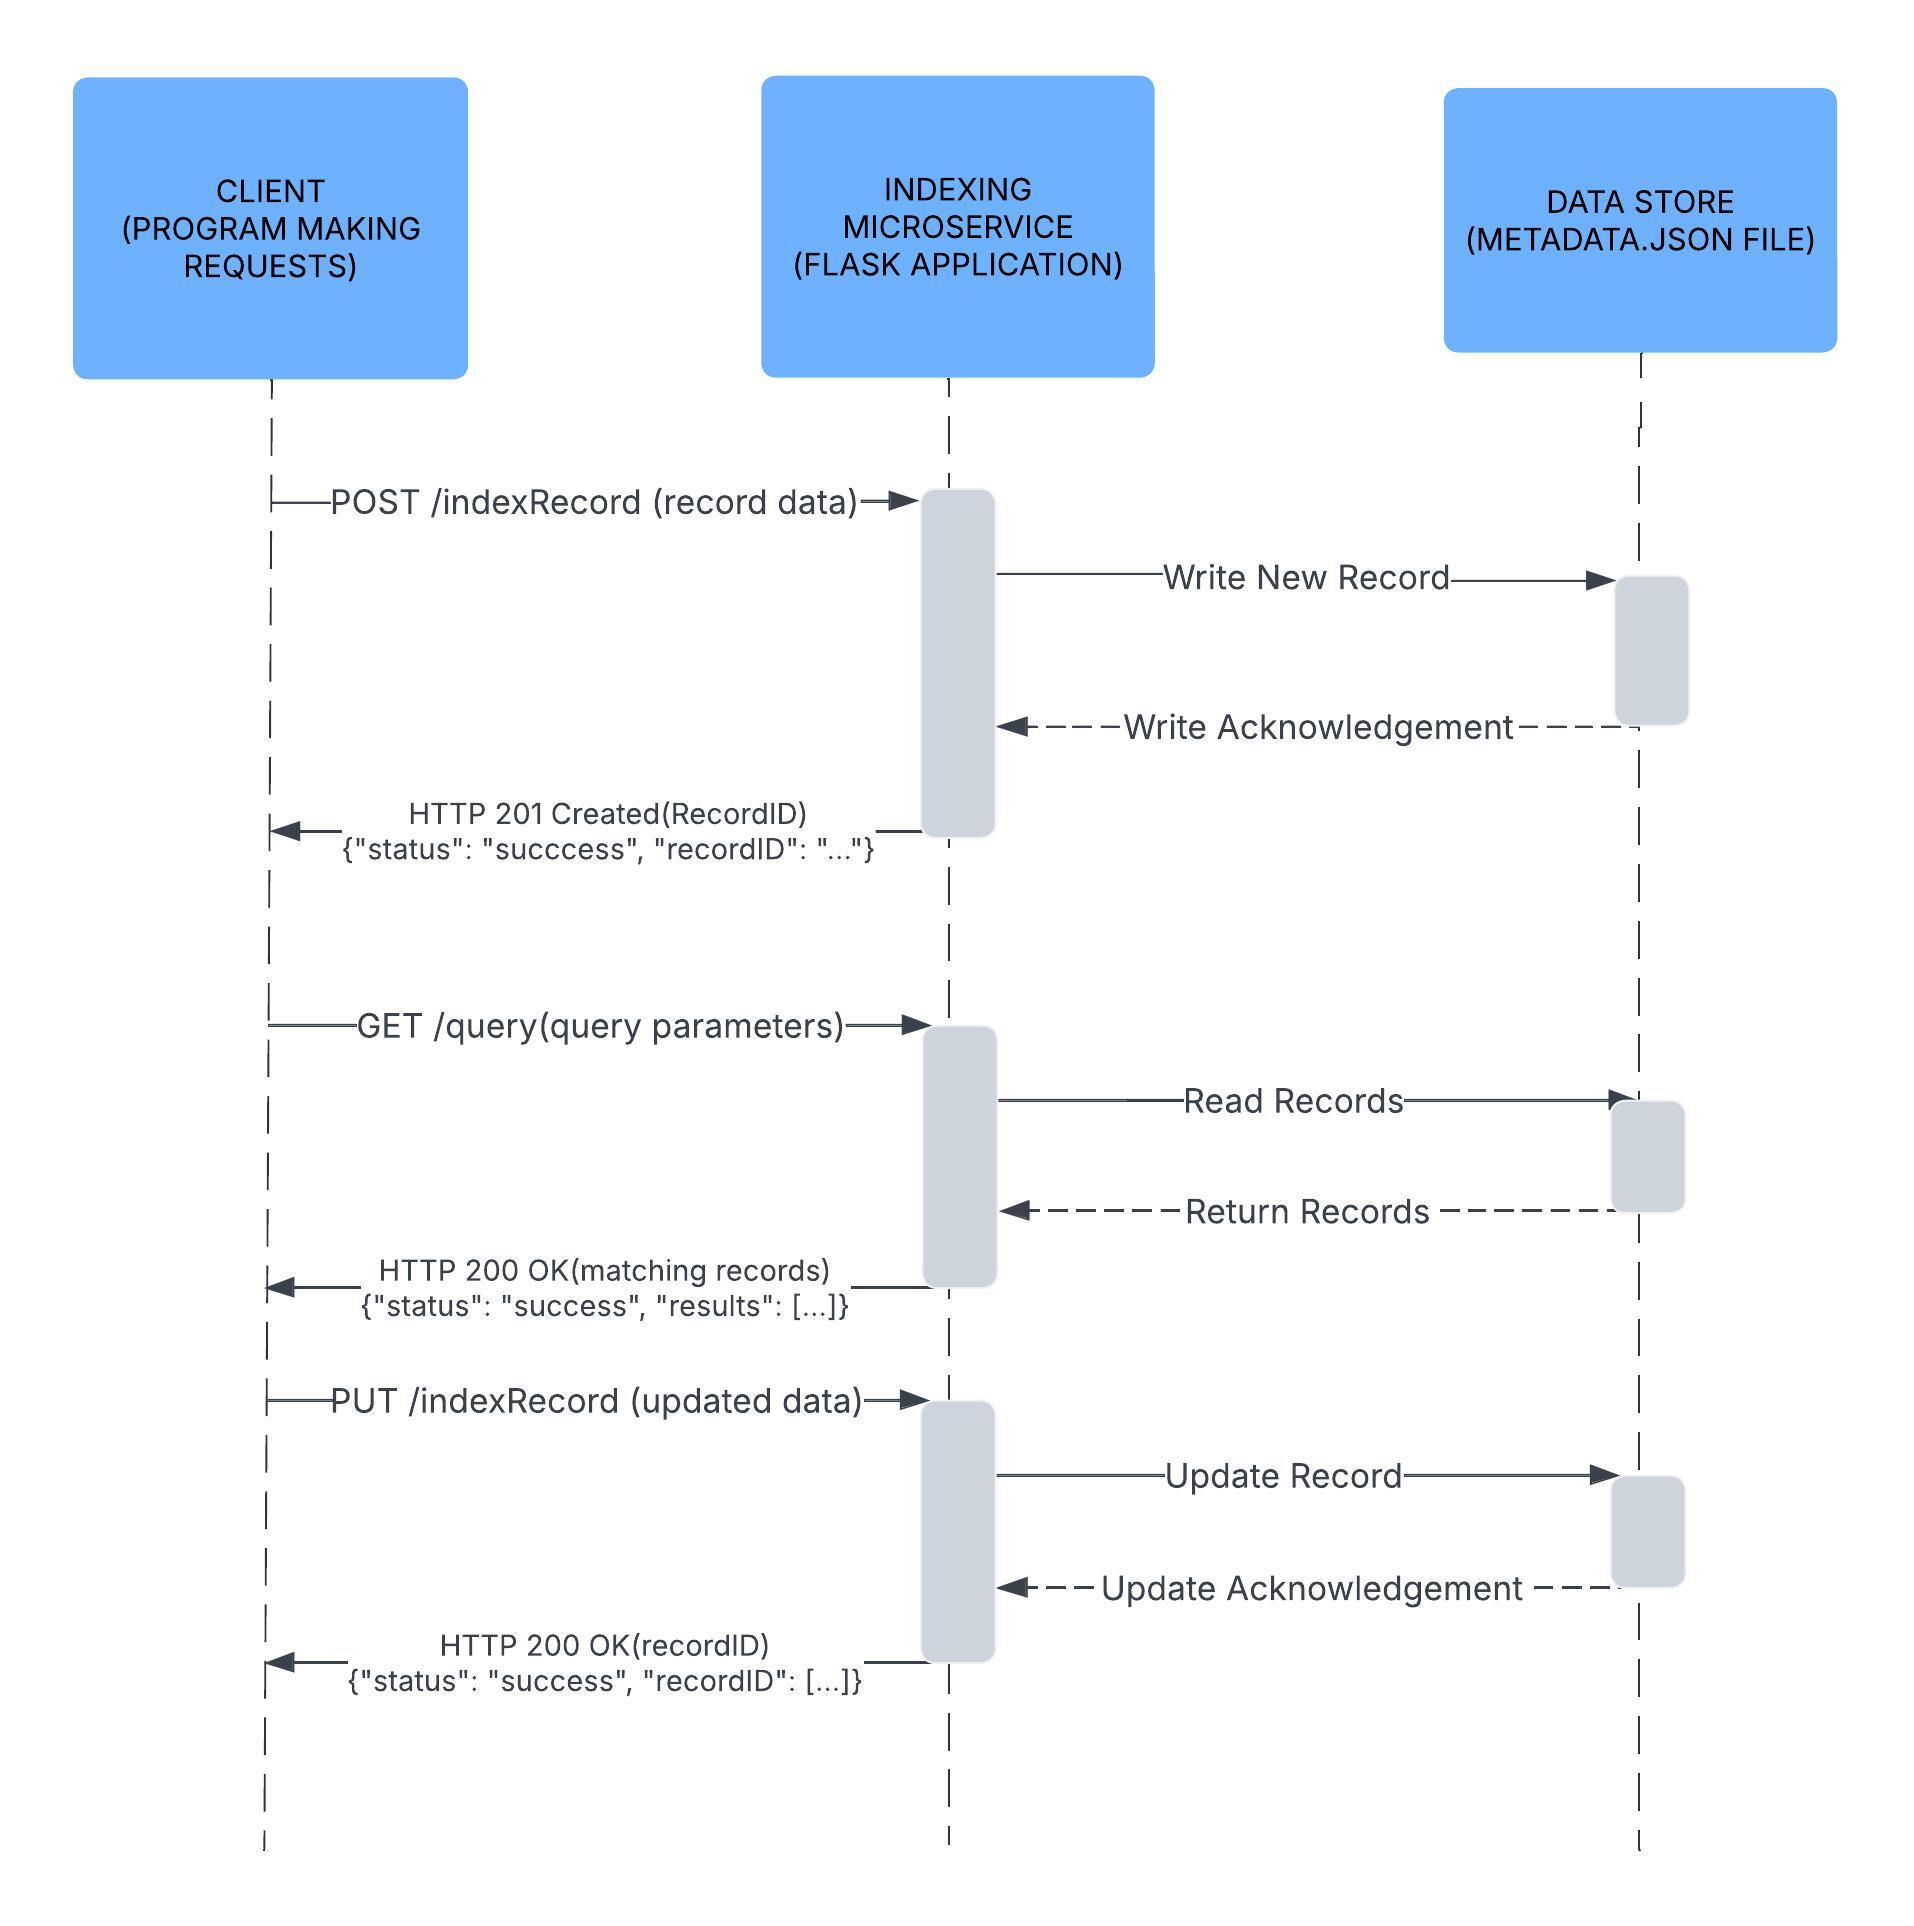 CLIENT
(PROGRAM MAKING
REQUESTS)
INDEXING
MICROSERVICE
(FLASK APPLICATION)
DATA STORE
(METADATA.JSON FILE)
POST /indexRecord (record data)
Write New Record
Write Acknowledgement
HTTP 201 Created(RecordID)
{"status": "succcess", "recordID": "..."}
GET /query(query parameters)
Read Records
Return Records
HTTP 200 OK(matching records)
{"status": "success", "results": [...]}
PUT /indexRecord (updated data)
Update Record
Update Acknowledgement
HTTP 200 OK(recordID)
{"status": "success", "recordID": [...]}